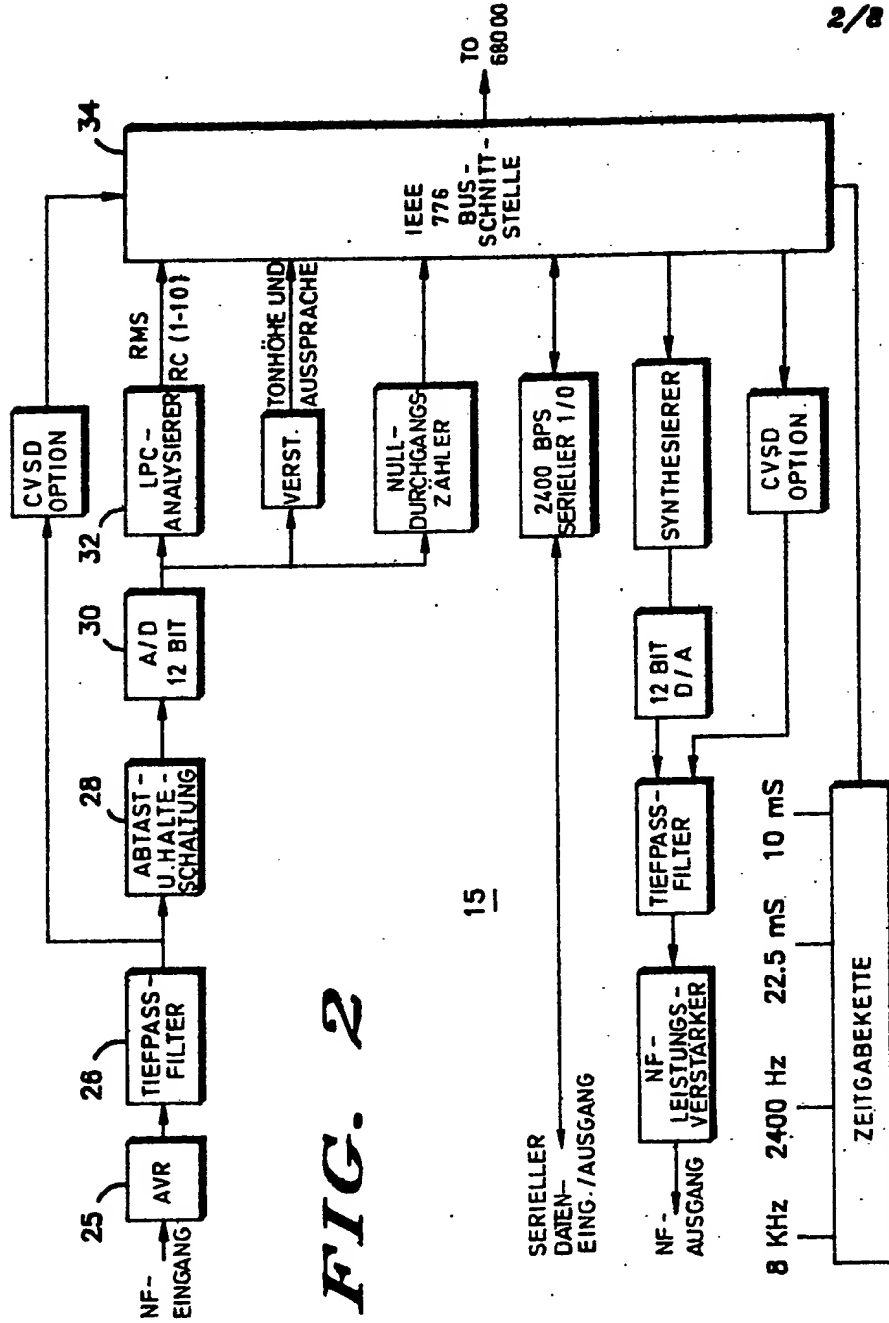 2/8
CVSD
OPTION
34
NF-
EINGANG
25
AVR
26
TIEFPASS-
FILTER
28
ABTAST-
U. HALTE-
SCHALTUNG
30
A/D
12 BIT
32
LPC-
ANALYSIERER
RMS
RC (1-10)
VERST.
TONHÖHE UND
AUSSPRACHE
NULL-
DURCHGANGS
ZÄHLER
IEEE
776
BUS-
SCHNITT-
STELLE
TO
68000
FIG. 2
15
SERIELLER
DATEN-
EING./AUSGANG
2400 BPS
SERIELLER I/O
NF-
AUSGANG
NF-
LEISTUNGS-
VERSTÄRKER
TIEFPASS-
FILTER
12 BIT
D/A
SYNTHESIERER
CVSD
OPTION.
8 KHz
2400 Hz
22.5 mS
10 mS
ZEITGABEKETTE